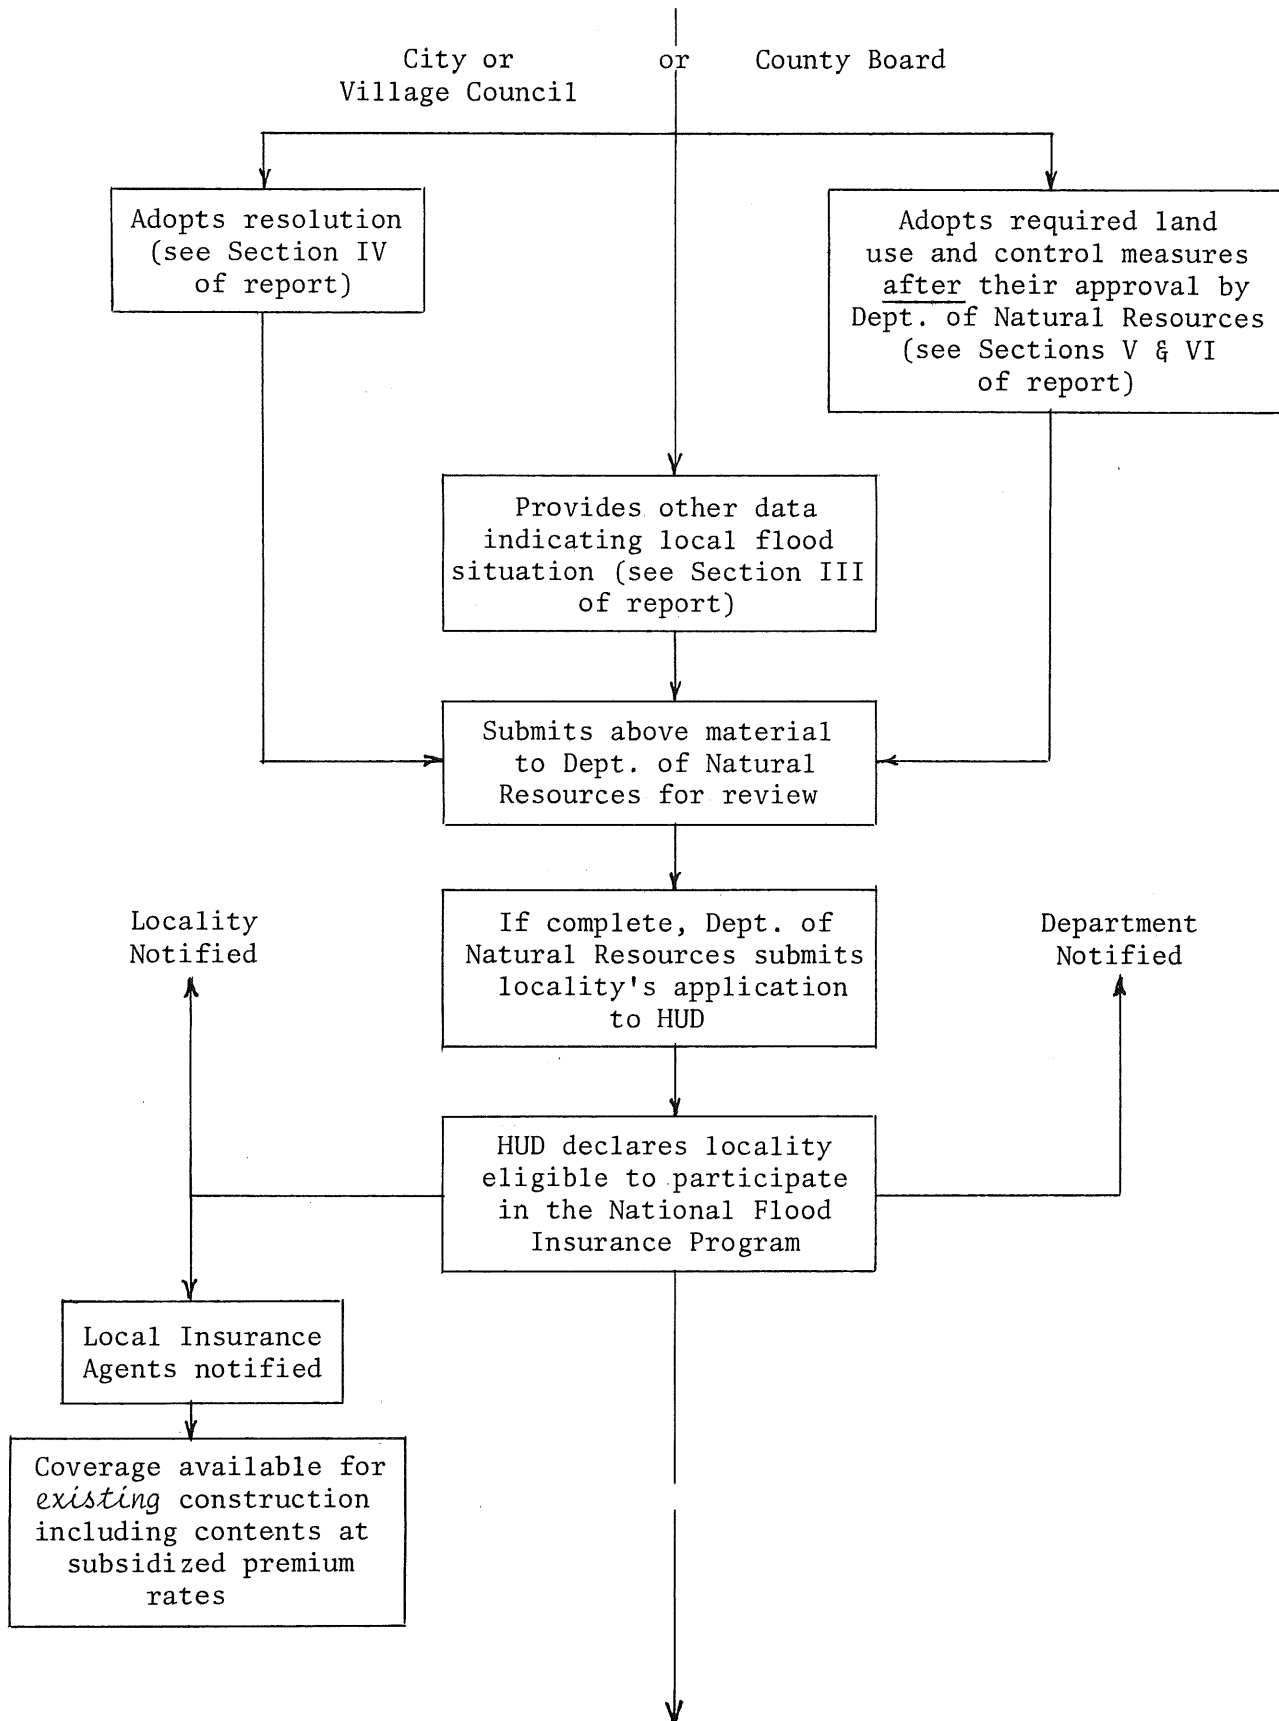 City or
Village Council
or
County Board
Adopts resolution
(see Section IV
of report)
Adopts required land
use and control measures
after their approval by
Dept. of Natural Resources
(see Sections V & VI
of report)
Provides other data
indicating local flood
situation (see Section III
of report)
Submits above material
to Dept. of Natural
Resources for review
Locality
Notified
If complete, Dept. of
Natural Resources submits
locality's application
to HUD
Department
Notified
HUD declares locality
eligible to participate
in the National Flood
Insurance Program
Local Insurance
Agents notified
Coverage available for
existing construction
including contents at
subsidized premium
rates